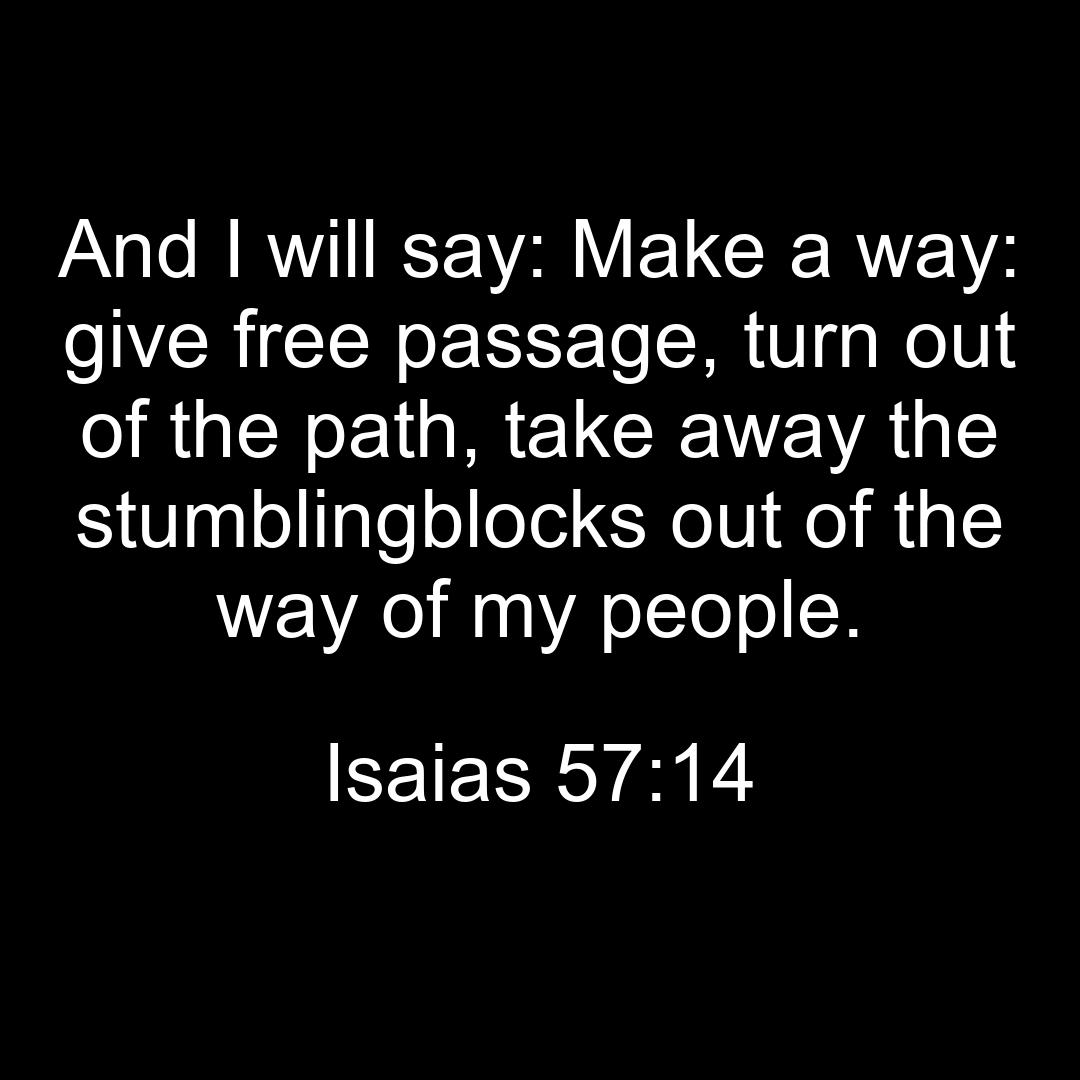 And I will say: Make a way:
give free passage, turn out
of the path, take away the
stumblingblocks out of the
way of my people.
Isaias 57:14